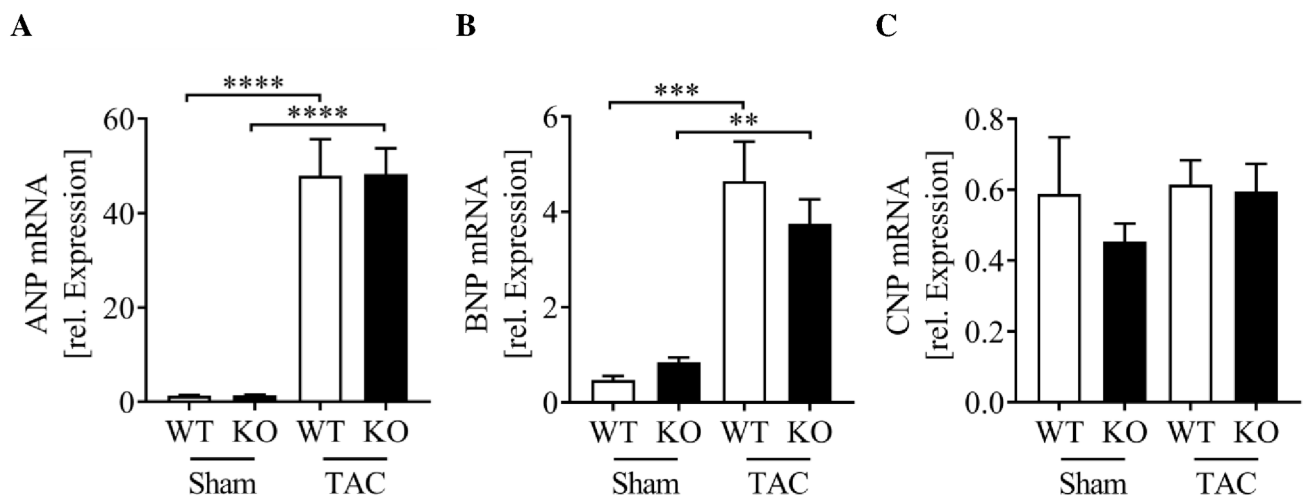 A
B
C
****
****
ANP mRNA
[rel. Expression]
60
40
20
0
WT KO WT KO
Sham TAC
***
**
BNP mRNA
[rel. Expression]
6
4
2
0
WT KO WT KO
Sham TAC
CNP mRNA
[rel. Expression]
0.8
0.6
0.4
0.2
0.0
WT KO WT KO
Sham TAC